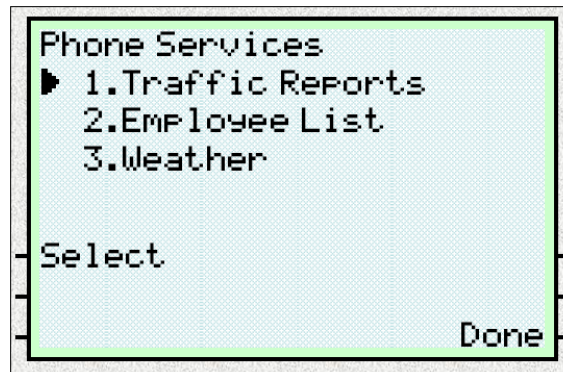 Phone Services
1.Traffic Reports
2.Employee List
3.Weather
Select
Done